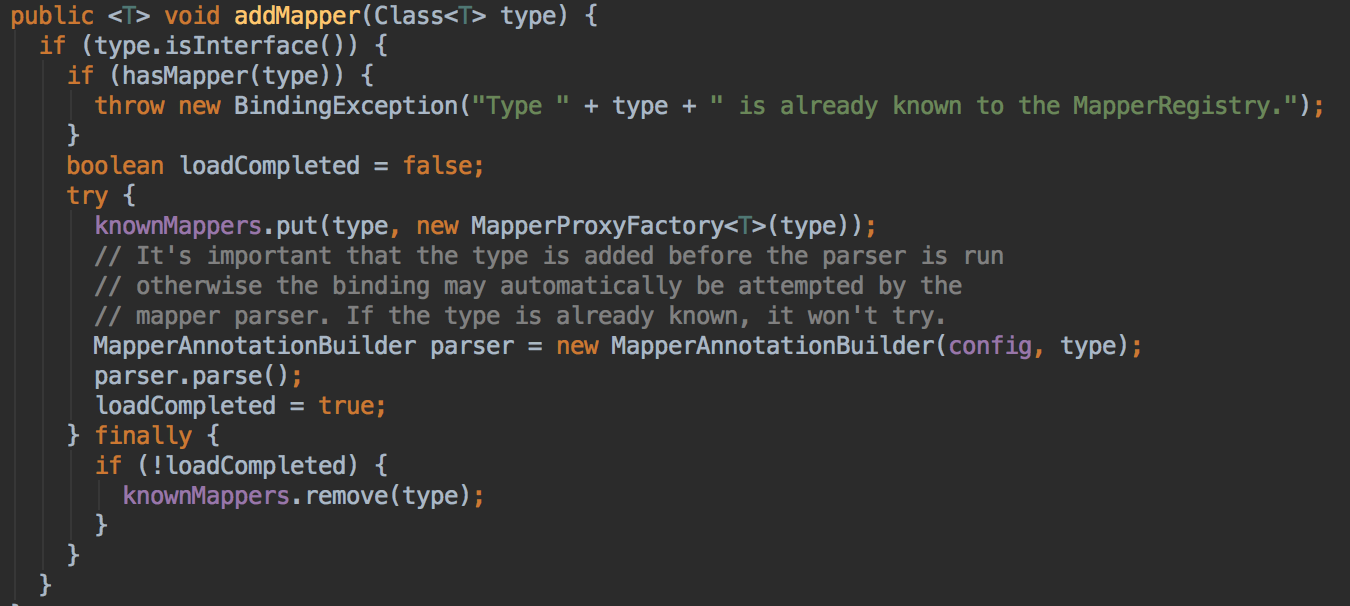 public <T> void addMapper(Class<T> type) {
  if (type.isInterface()) {
    if (hasMapper(type)) {
      throw new BindingException("Type " + type + " is already known to the MapperRegistry.");
    }
    boolean loadCompleted = false;
    try {
      knownMappers.put(type, new MapperProxyFactory<T>(type));
      // It's important that the type is added before the parser is run
      // otherwise the binding may automatically be attempted by the
      // mapper parser. If the type is already known, it won't try.
      MapperAnnotationBuilder parser = new MapperAnnotationBuilder(config, type);
      parser.parse();
      loadCompleted = true;
    } finally {
      if (!loadCompleted) {
        knownMappers.remove(type);
      }
    }
  }